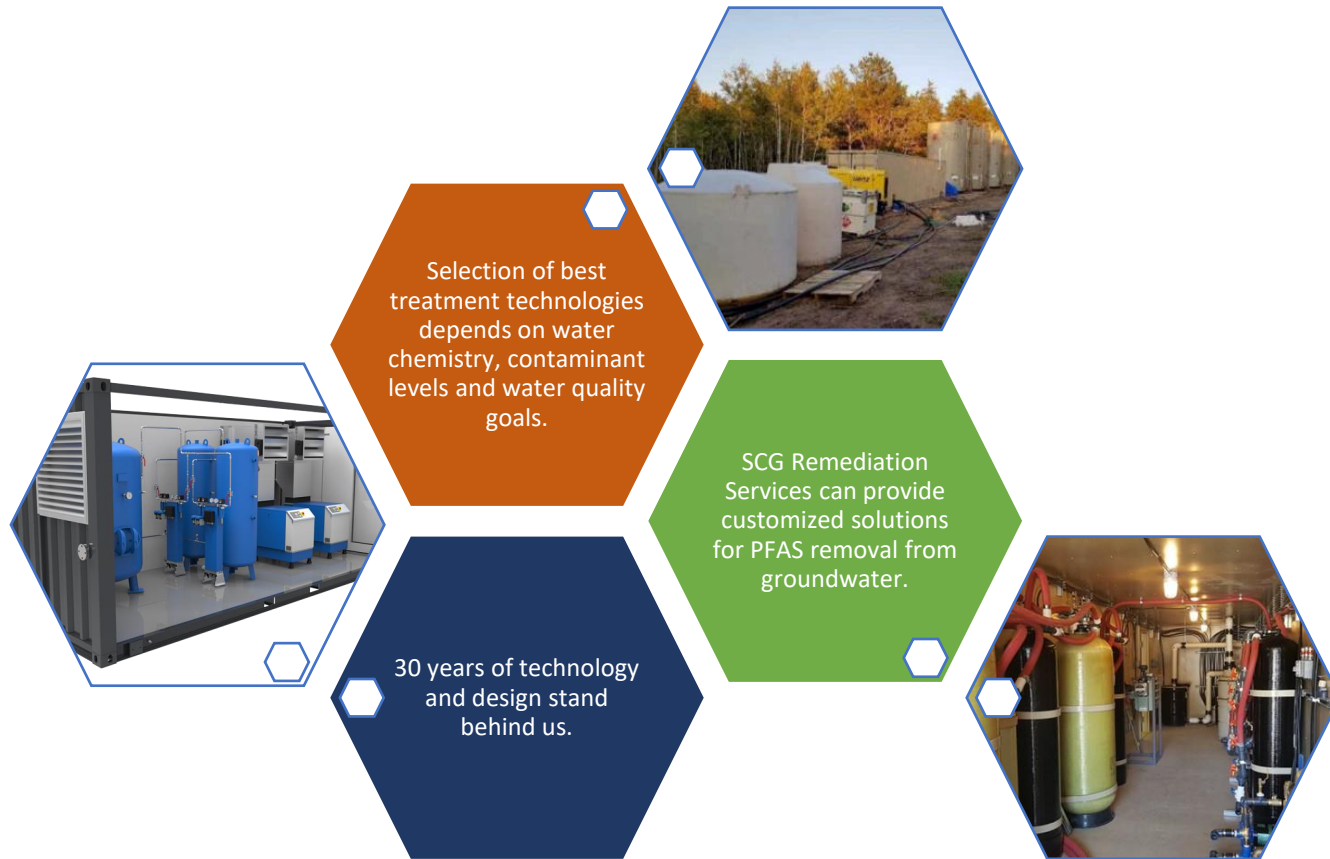 Selection of best
treatment technologies
depends on water
chemistry, contaminant
levels and water quality
goals.
SCG Remediation
Services can provide
customized solutions
for PFAS removal from
groundwater.
30 years of technology
and design stand
behind us.